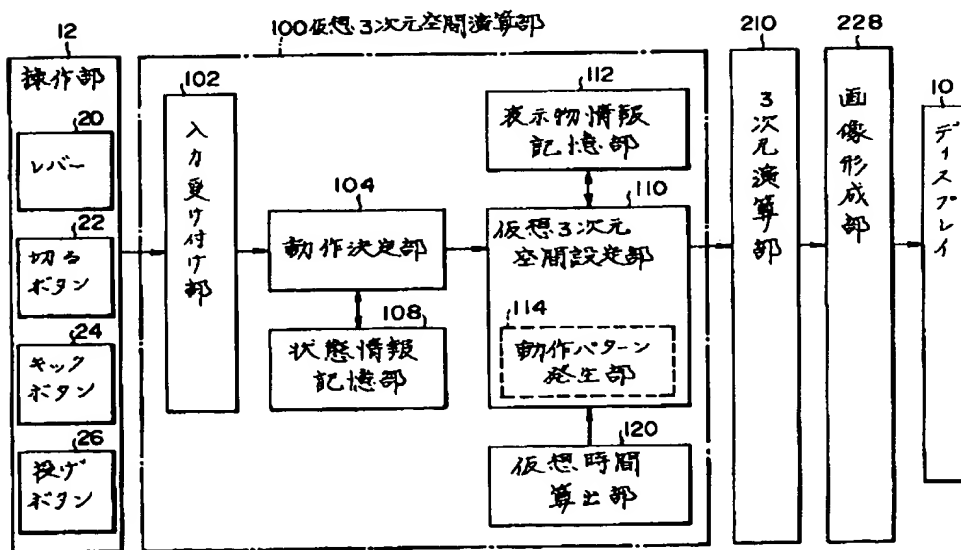 100仮想3次元空間演算部
12
操作部
20
レバー
22
切る
ボタン
24
キック
ボタン
26
投げ
ボタン
102
入力受け付け部
104
動作決定部
108
状態情報
記憶部
112
表示物情報
記憶部
110
仮想3次元
空間設定部
114
動作パターン
発生部
120
仮想時間
算出部
210
3次元演算部
228
画像形成部
10
ディスプレイ